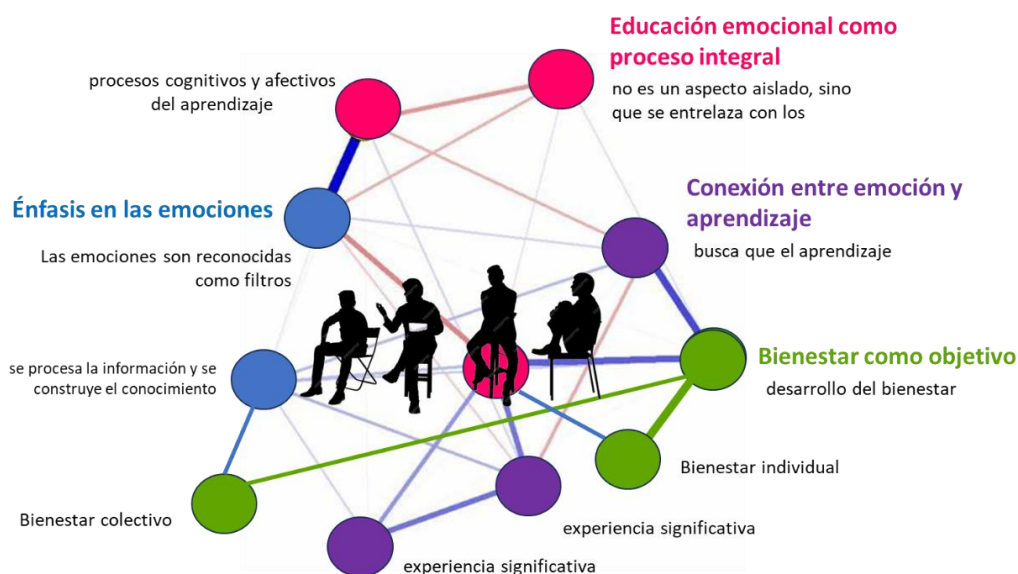 Educación emocional como
proceso integral
no es un aspecto aislado, sino
que se entrelaza con los
procesos cognitivos y afectivos
del aprendizaje
Énfasis en las emociones
Las emociones son reconocidas
como filtros
se procesa la información y se
construye el conocimiento
Conexión entre emoción y
aprendizaje
busca que el aprendizaje
Bienestar como objetivo
desarrollo del bienestar
Bienestar individual
Bienestar colectivo
experiencia significativa
experiencia significativa